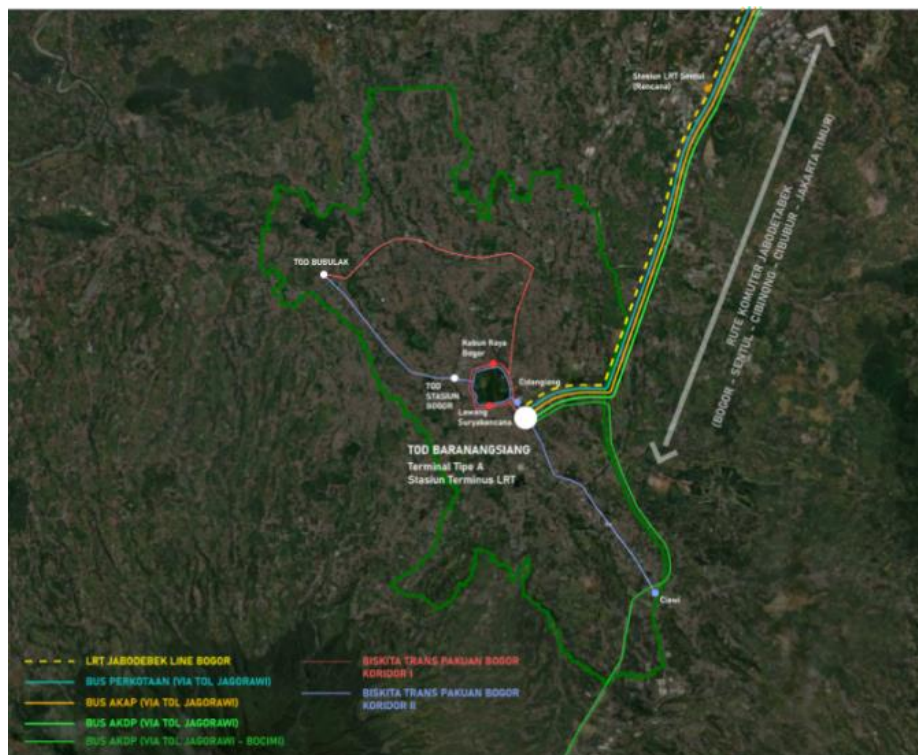 Stasiun LRT Sentul
(Rencana)
RUTE KOMUTER JABODETABEK
(BOGOR - SENTUL - CIBINONG - CIBUBUR - JAKARTA TIMUR)
TOD BUBULAK
Kebun Raya
Bogor
TOD
STASIUN
BOGOR
Cidangiang
Lawang
Suryakencana
TOD BARANANGSIANG
Terminal Tipe A
Stasiun Terminus LRT
Ciawi
LRT JABODEBEK LINE BOGOR
BUS PERKOTAAN (VIA TOL JAGORAWI)
BUS AKAP (VIA TOL JAGORAWI)
BUS AKDP (VIA TOL JAGORAWI)
BUS AKDP (VIA TOL JAGORAWI - BOCIMI)
BISKITA TRANS PAKUAN BOGOR
KORIDOR I
BISKITA TRANS PAKUAN BOGOR
KORIDOR II